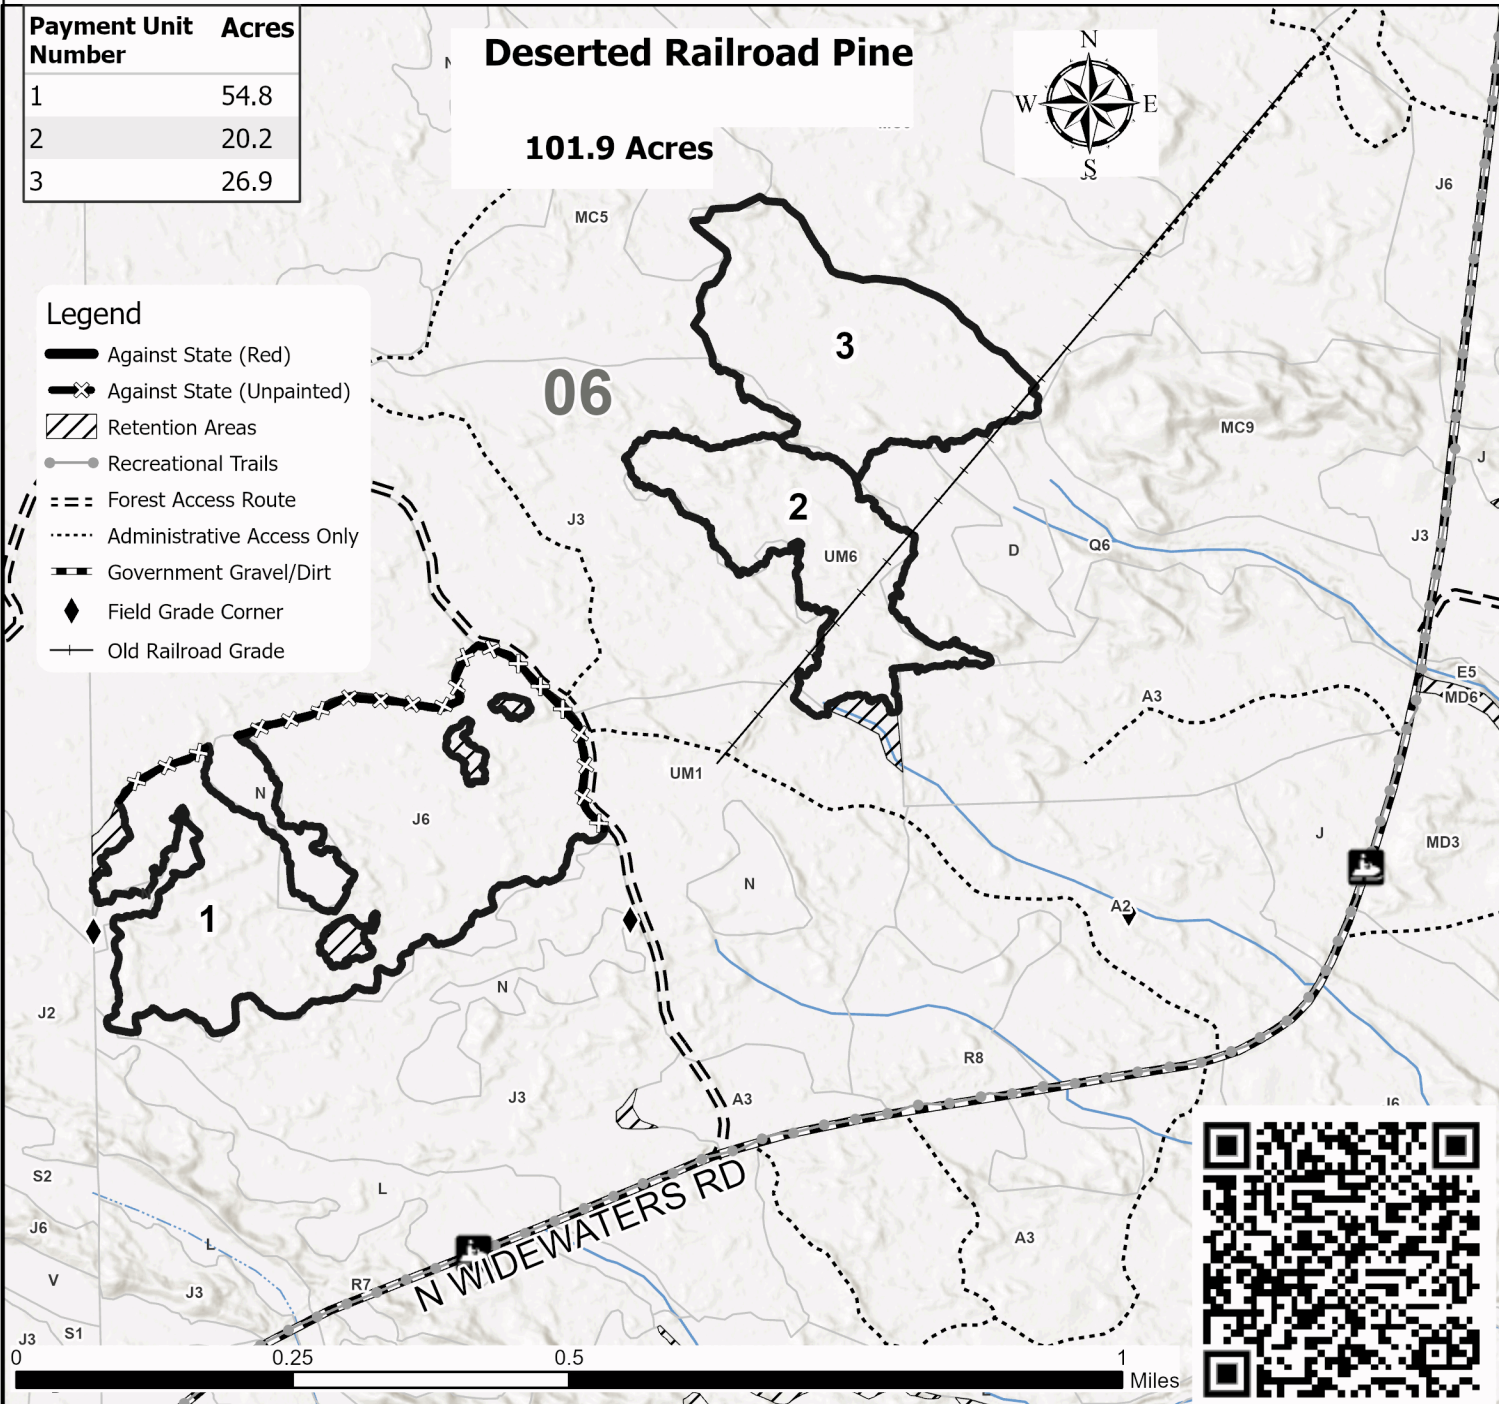 Payment Unit Number Acres
1 54.8
2 20.2
3 26.9
Deserted Railroad Pine
101.9 Acres
N
W E
S
N
MC5
J6
Legend
Against State (Red)
Against State (Unpainted)
Retention Areas
Recreational Trails
Forest Access Route
Administrative Access Only
Government Gravel/Dirt
Field Grade Corner
Old Railroad Grade
3
06
MC9
J
2
J3
UM6
D
Q6
J3
E5
MD6
A3
UM1
N
J6
J
MD3
N
A2
1
N
J2
R8
J3
A3
J6
S2
L
J6
L
A3
V
J3
R7
N WIDEWATERS RD
J3
S1
0 0.25 0.5 1
Miles